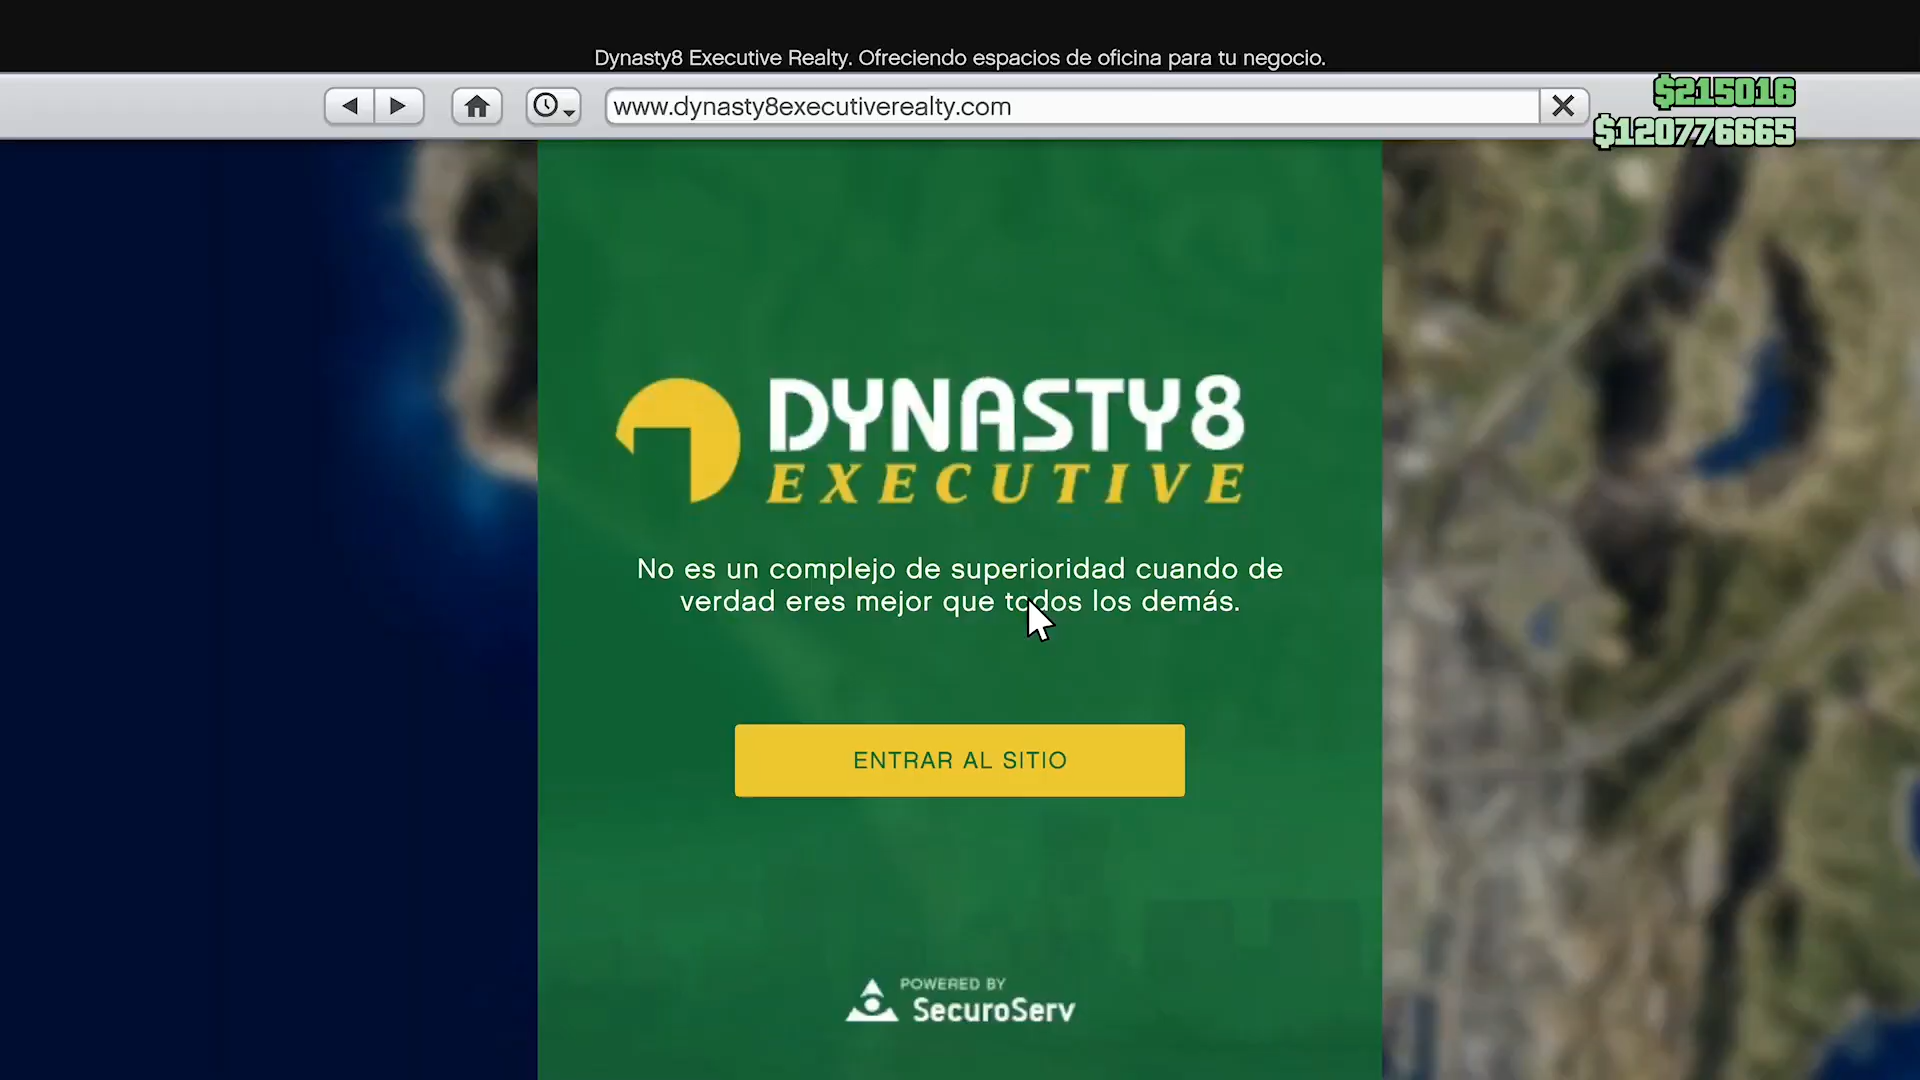 Dynasty8 Executive Realty. Ofreciendo espacios de oficina para tu negocio.
www.dynasty8executiverealty.com
$215016
$120776665
DYNASTY8
EXECUTIVE
No es un complejo de superioridad cuando de
verdad eres mejor que todos los demás.
ENTRAR AL SITIO
POWERED BY
SecuroServ